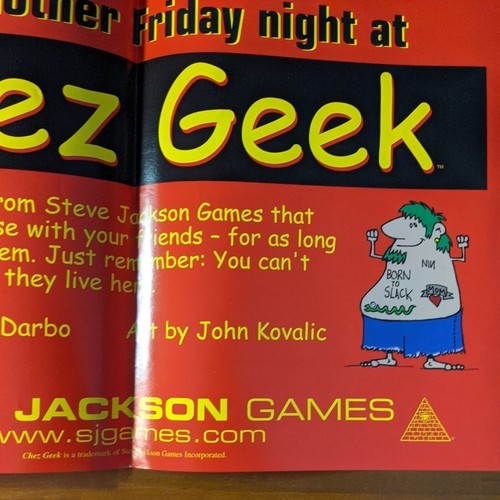 other Friday night at
ez Geek™
rom Steve Jackson Games that
se with your friends – for as long
em. Just remember: You can't
they live her
Darbo Art by John Kovalic
NIN
BORN
TO
SLACK
MOM
JACKSON GAMES
www.sjgames.com
Chez Geek is a trademark of Steve Jackson Games Incorporated.